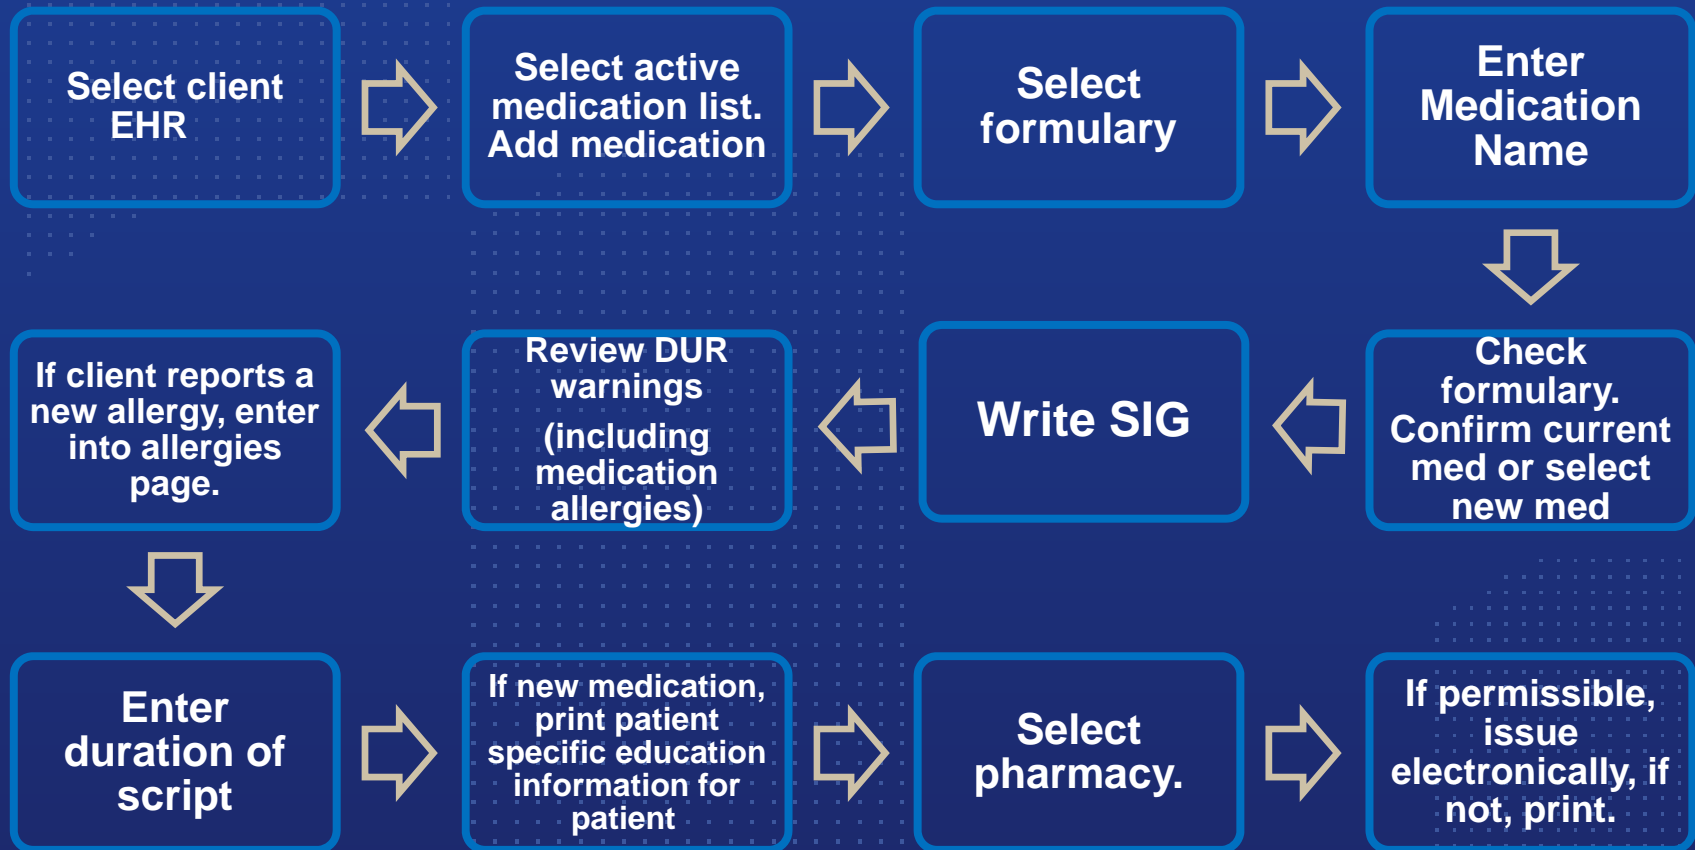 Select client
EHR
Select active
medication list.
Add medication
Select
formulary
Enter
Medication
Name
Check
formulary.
Confirm current
med or select
new med
Write SIG
Review DUR
warnings
(including
medication
allergies)
If client reports a
new allergy, enter
into allergies
page.
Enter
duration of
script
If new medication,
print patient
specific education
information for
patient
Select
pharmacy.
If permissible,
issue
electronically, if
not, print.